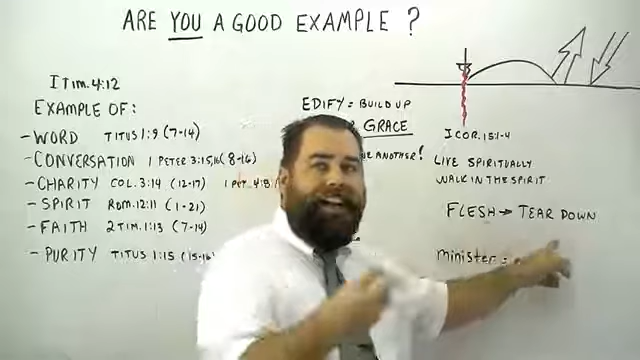 ARE YOU A GOOD EXAMPLE ?
I TIM. 4:12
EXAMPLE OF:
- WORD TITUS 1:9 (7-14)
- CONVERSATION 1 PETER 3:15,16 (8-16)
- CHARITY COL. 3:14 (12-17) 1 PET. 4:8
- SPIRIT ROM. 12:11 (1-21)
- FAITH 2 TIM. 1:13 (7-14)
- PURITY TITUS 1:15 (15-16)
EDIFY = BUILD UP
GRACE
ANOTHER!
I COR. 15:1-4
LIVE SPIRITUALLY
WALK IN THE SPIRIT
FLESH → TEAR DOWN
minister =